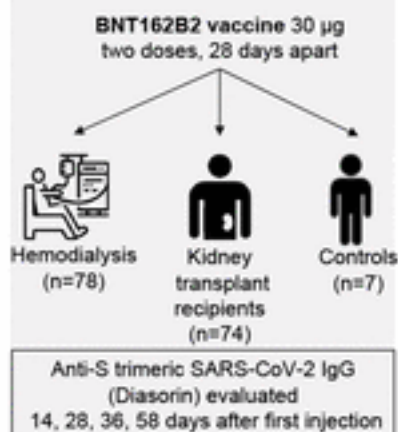 BNT162B2 vaccine 30 µg
two doses, 28 days apart
Hemodialysis
(n=78)
Kidney
transplant
recipients
(n=74)
Controls
(n=7)
Anti-S trimeric SARS-CoV-2 IgG
(Diasorin) evaluated
14, 28, 36, 58 days after first injection